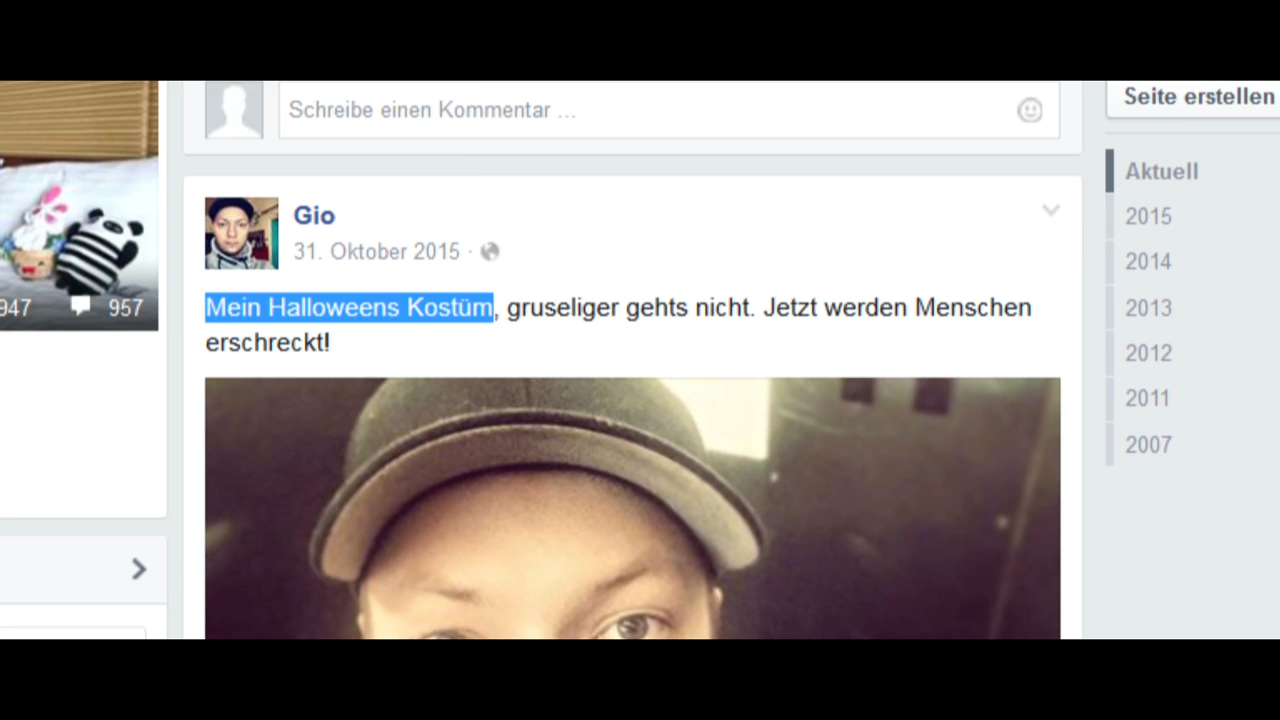 Schreibe einen Kommentar ...
Seite erstellen
Gio
31. Oktober 2015 ·
Mein Halloweens Kostüm, gruseliger gehts nicht. Jetzt werden Menschen
erschreckt!
947 957
Aktuell
2015
2014
2013
2012
2011
2007